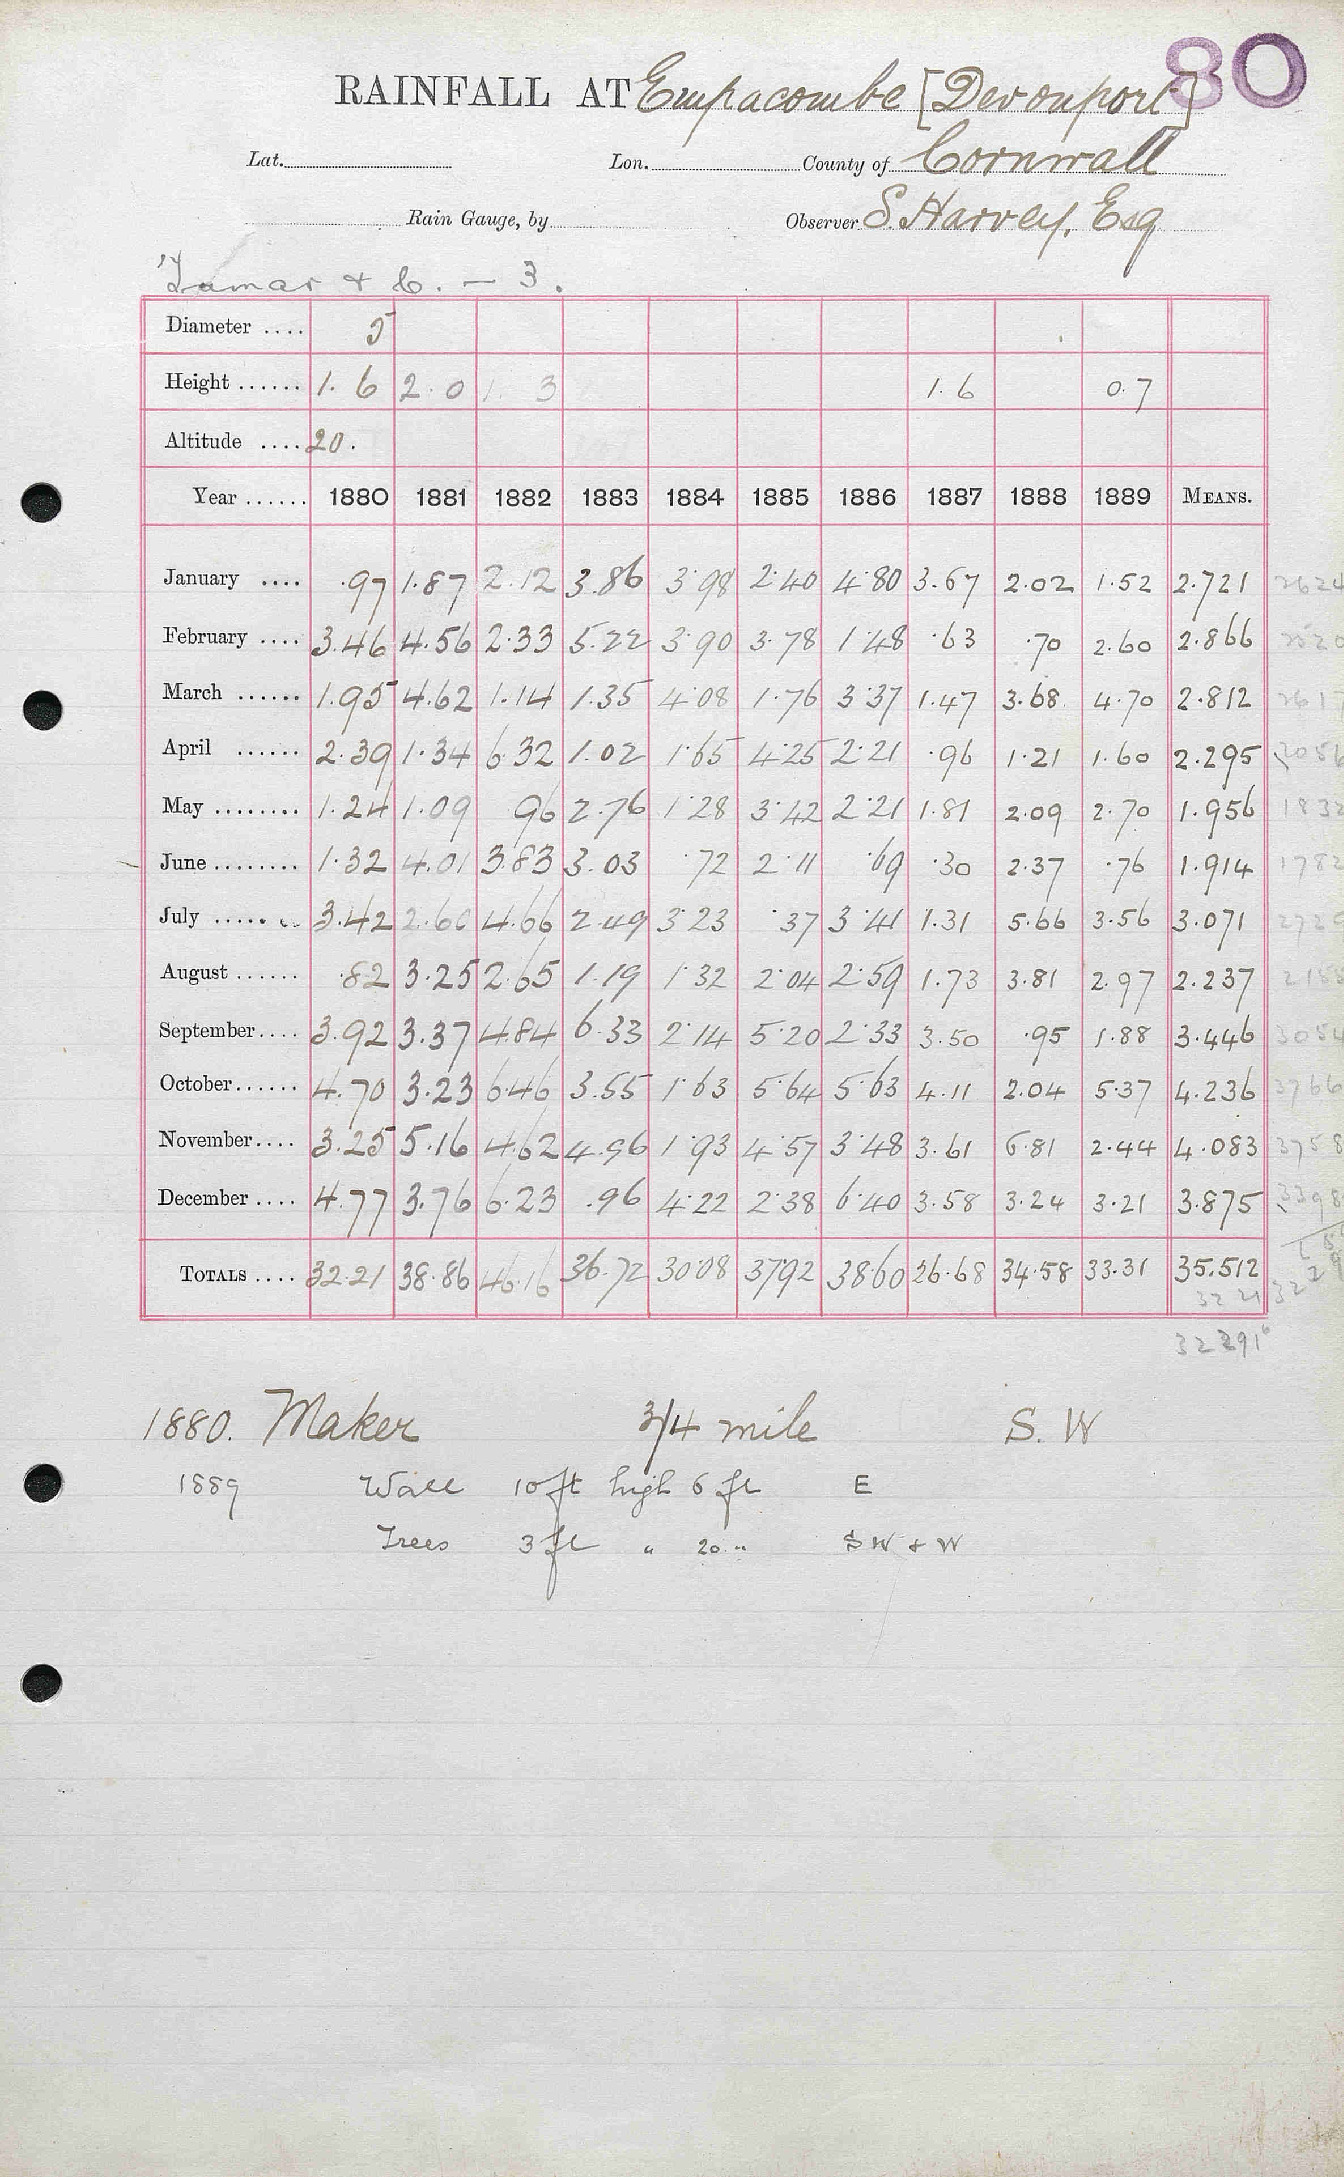 80
RAINFALL AT Empacombe [Devonport]
Lat. Lon. County of Cornwall
Rain Gauge, by Observer S. Harvey, Esq
Tamar & C. — 3.
Diameter .... 5
Height ...... 1.6 2.0 1.3 1.6 0.7
Altitude .... 20.
Year ...... 1880 1881 1882 1883 1884 1885 1886 1887 1888 1889 MEANS.
January .... .97 1.87 2.12 3.86 3.98 2.40 4.80 3.67 2.02 1.52 2.721 2624
February .... 3.46 4.56 2.33 5.22 3.90 3.78 1.48 .63 .70 2.60 2.866 2520
March ...... 1.95 4.62 1.14 1.35 4.08 1.76 3.37 1.47 3.68 4.70 2.812 2617
April ...... 2.39 1.34 6.32 1.02 1.65 4.25 2.21 .96 1.21 1.60 2.295 2056
May ........ 1.24 1.09 96 2.76 1.28 3.42 2.21 1.81 2.09 2.70 1.956 1832
June ........ 1.32 4.01 3.83 3.03 .72 2.11 .69 .30 2.37 .76 1.914 1782
July ........ 3.42 2.60 4.66 2.49 3.23 .37 3.41 1.31 5.66 3.56 3.071
August ...... .82 3.25 2.65 1.19 1.32 2.04 2.59 1.73 3.81 2.97 2.237
September .... 3.92 3.37 4.84 6.33 2.14 5.20 2.33 3.50 .95 1.88 3.446 3054
October ...... 4.70 3.23 6.46 3.55 1.63 5.64 5.63 4.11 2.04 5.37 4.236 3766
November .... 3.25 5.16 4.62 4.96 1.93 4.57 3.48 3.61 6.81 2.44 4.083 3758
December .... 4.77 3.76 6.23 .96 4.22 2.38 6.40 3.58 3.24 3.21 3.875 3398
TOTALS .... 32.21 38.86 46.16 36.72 30.08 37.92 38.60 26.68 34.58 33.31 35.512
32 21
32 291
1880. Maker 3/4 mile S. W
1889 Wall 10 ft high 6 ft E
Trees 3 ft " 20 " SW & W